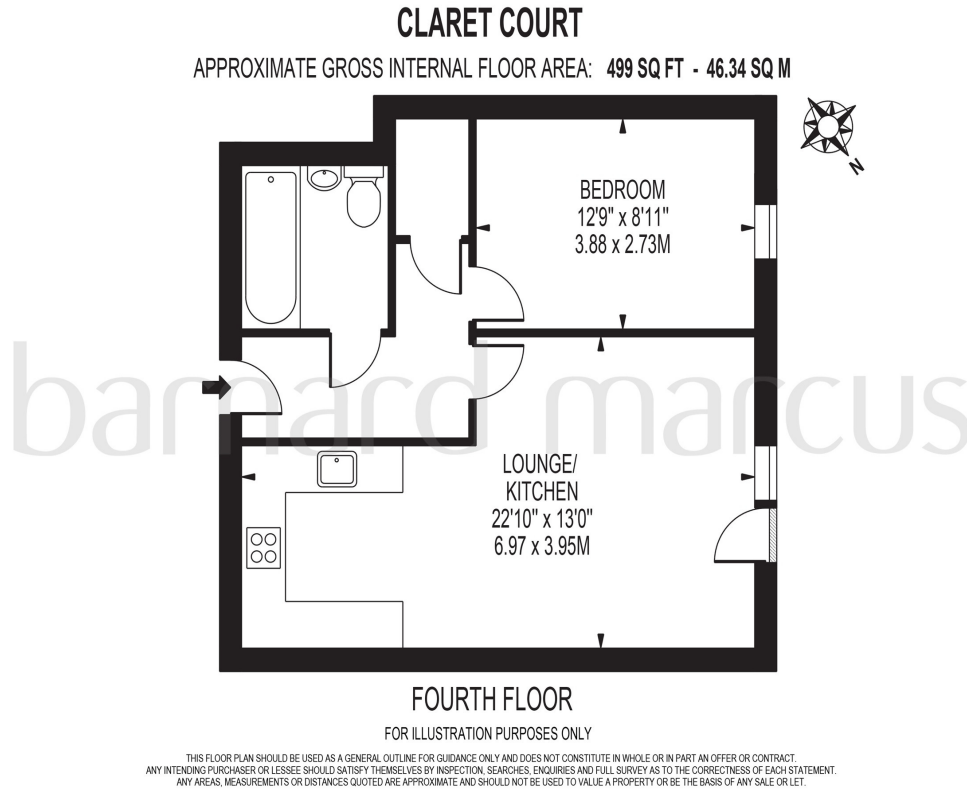 CLARET COURT
APPROXIMATE GROSS INTERNAL FLOOR AREA: 499 SQ FT - 46.34 SQ M
N
BEDROOM
12'9" x 8'11"
3.88 x 2.73M
barnard marcus
LOUNGE/
KITCHEN
22'10" x 13'0"
6.97 x 3.95M
FOURTH FLOOR
FOR ILLUSTRATION PURPOSES ONLY
THIS FLOOR PLAN SHOULD BE USED AS A GENERAL OUTLINE FOR GUIDANCE ONLY AND DOES NOT CONSTITUTE IN WHOLE OR IN PART AN OFFER OR CONTRACT.
ANY INTENDING PURCHASER OR LESSEE SHOULD SATISFY THEMSELVES BY INSPECTION, SEARCHES, ENQUIRIES AND FULL SURVEY AS TO THE CORRECTNESS OF EACH STATEMENT.
ANY AREAS, MEASUREMENTS OR DISTANCES QUOTED ARE APPROXIMATE AND SHOULD NOT BE USED TO VALUE A PROPERTY OR BE THE BASIS OF ANY SALE OR LET.